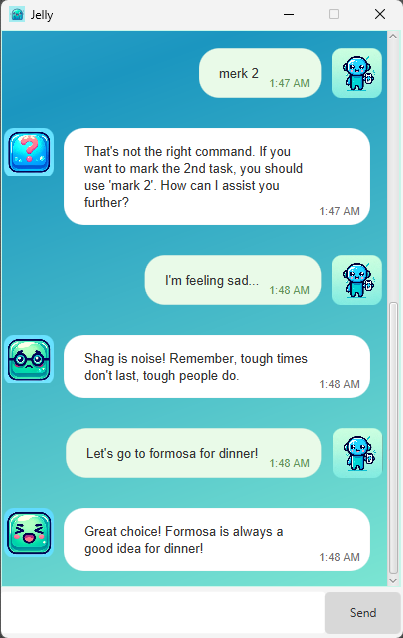 Jelly
merk 2
1:47 AM
?
That's not the right command. If you
want to mark the 2nd task, you should
use 'mark 2'. How can I assist you
further?
1:47 AM
I'm feeling sad...
1:48 AM
Shag is noise! Remember, tough times
don't last, tough people do.
1:48 AM
Let's go to formosa for dinner!
1:48 AM
Great choice! Formosa is always a
good idea for dinner!
1:48 AM
Send